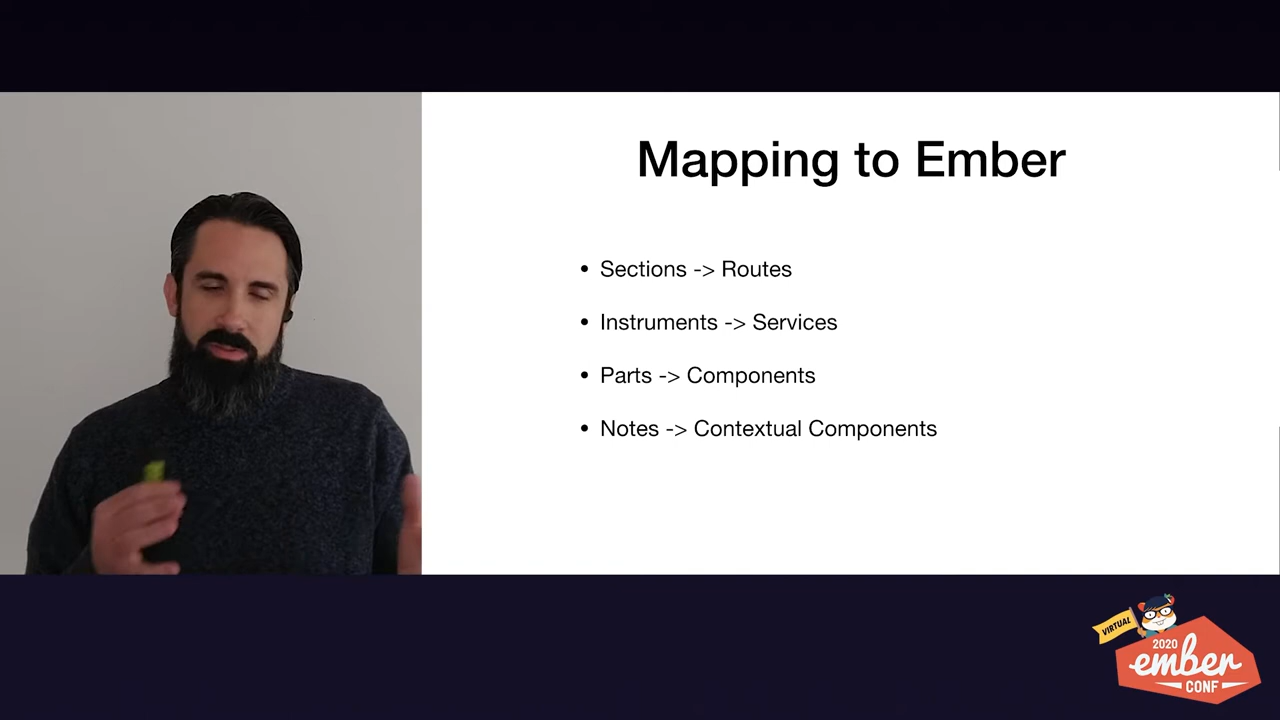 Mapping to Ember
• Sections -> Routes
• Instruments -> Services
• Parts -> Components
• Notes -> Contextual Components
VIRTUAL
2020
ember
CONF